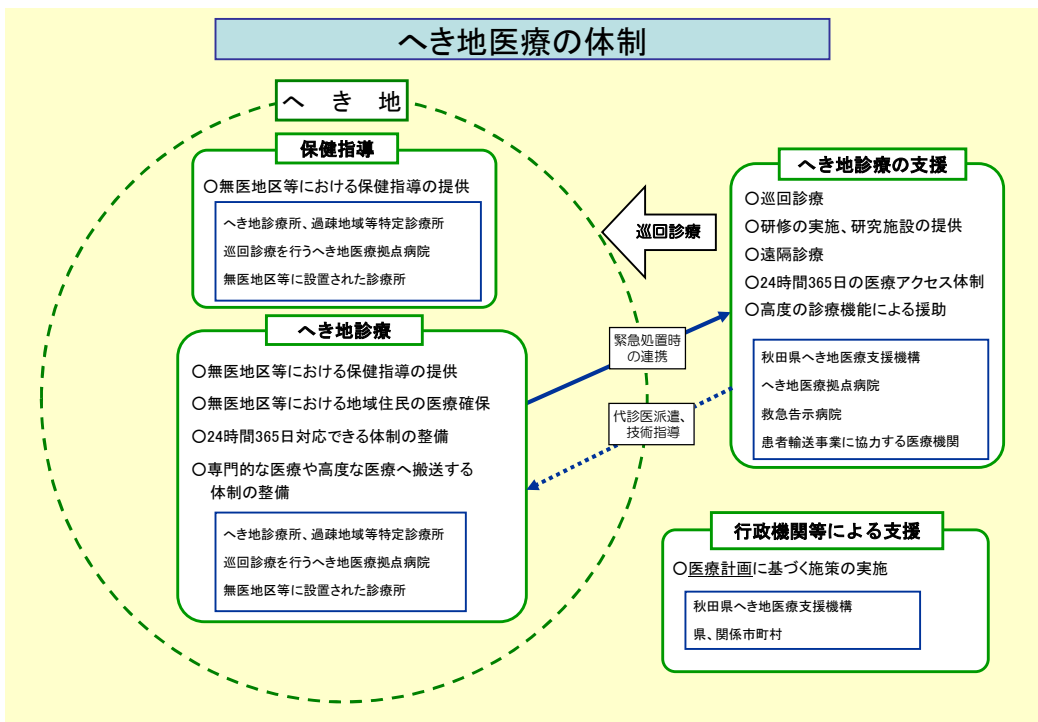 へき地医療の体制
へ き 地
保健指導
○無医地区等における保健指導の提供
へき地診療所、過疎地域等特定診療所
巡回診療を行うへき地医療拠点病院
無医地区等に設置された診療所
へき地診療
○無医地区等における保健指導の提供
○無医地区等における地域住民の医療確保
○24時間365日対応できる体制の整備
○専門的な医療や高度な医療へ搬送する
体制の整備
へき地診療所、過疎地域等特定診療所
巡回診療を行うへき地医療拠点病院
無医地区等に設置された診療所
巡回診療
緊急処置時
の連携
代診医派遣、
技術指導
へき地診療の支援
○巡回診療
○研修の実施、研究施設の提供
○遠隔診療
○24時間365日の医療アクセス体制
○高度の診療機能による援助
秋田県へき地医療支援機構
へき地医療拠点病院
救急告示病院
患者輸送事業に協力する医療機関
行政機関等による支援
○医療計画に基づく施策の実施
秋田県へき地医療支援機構
県、関係市町村